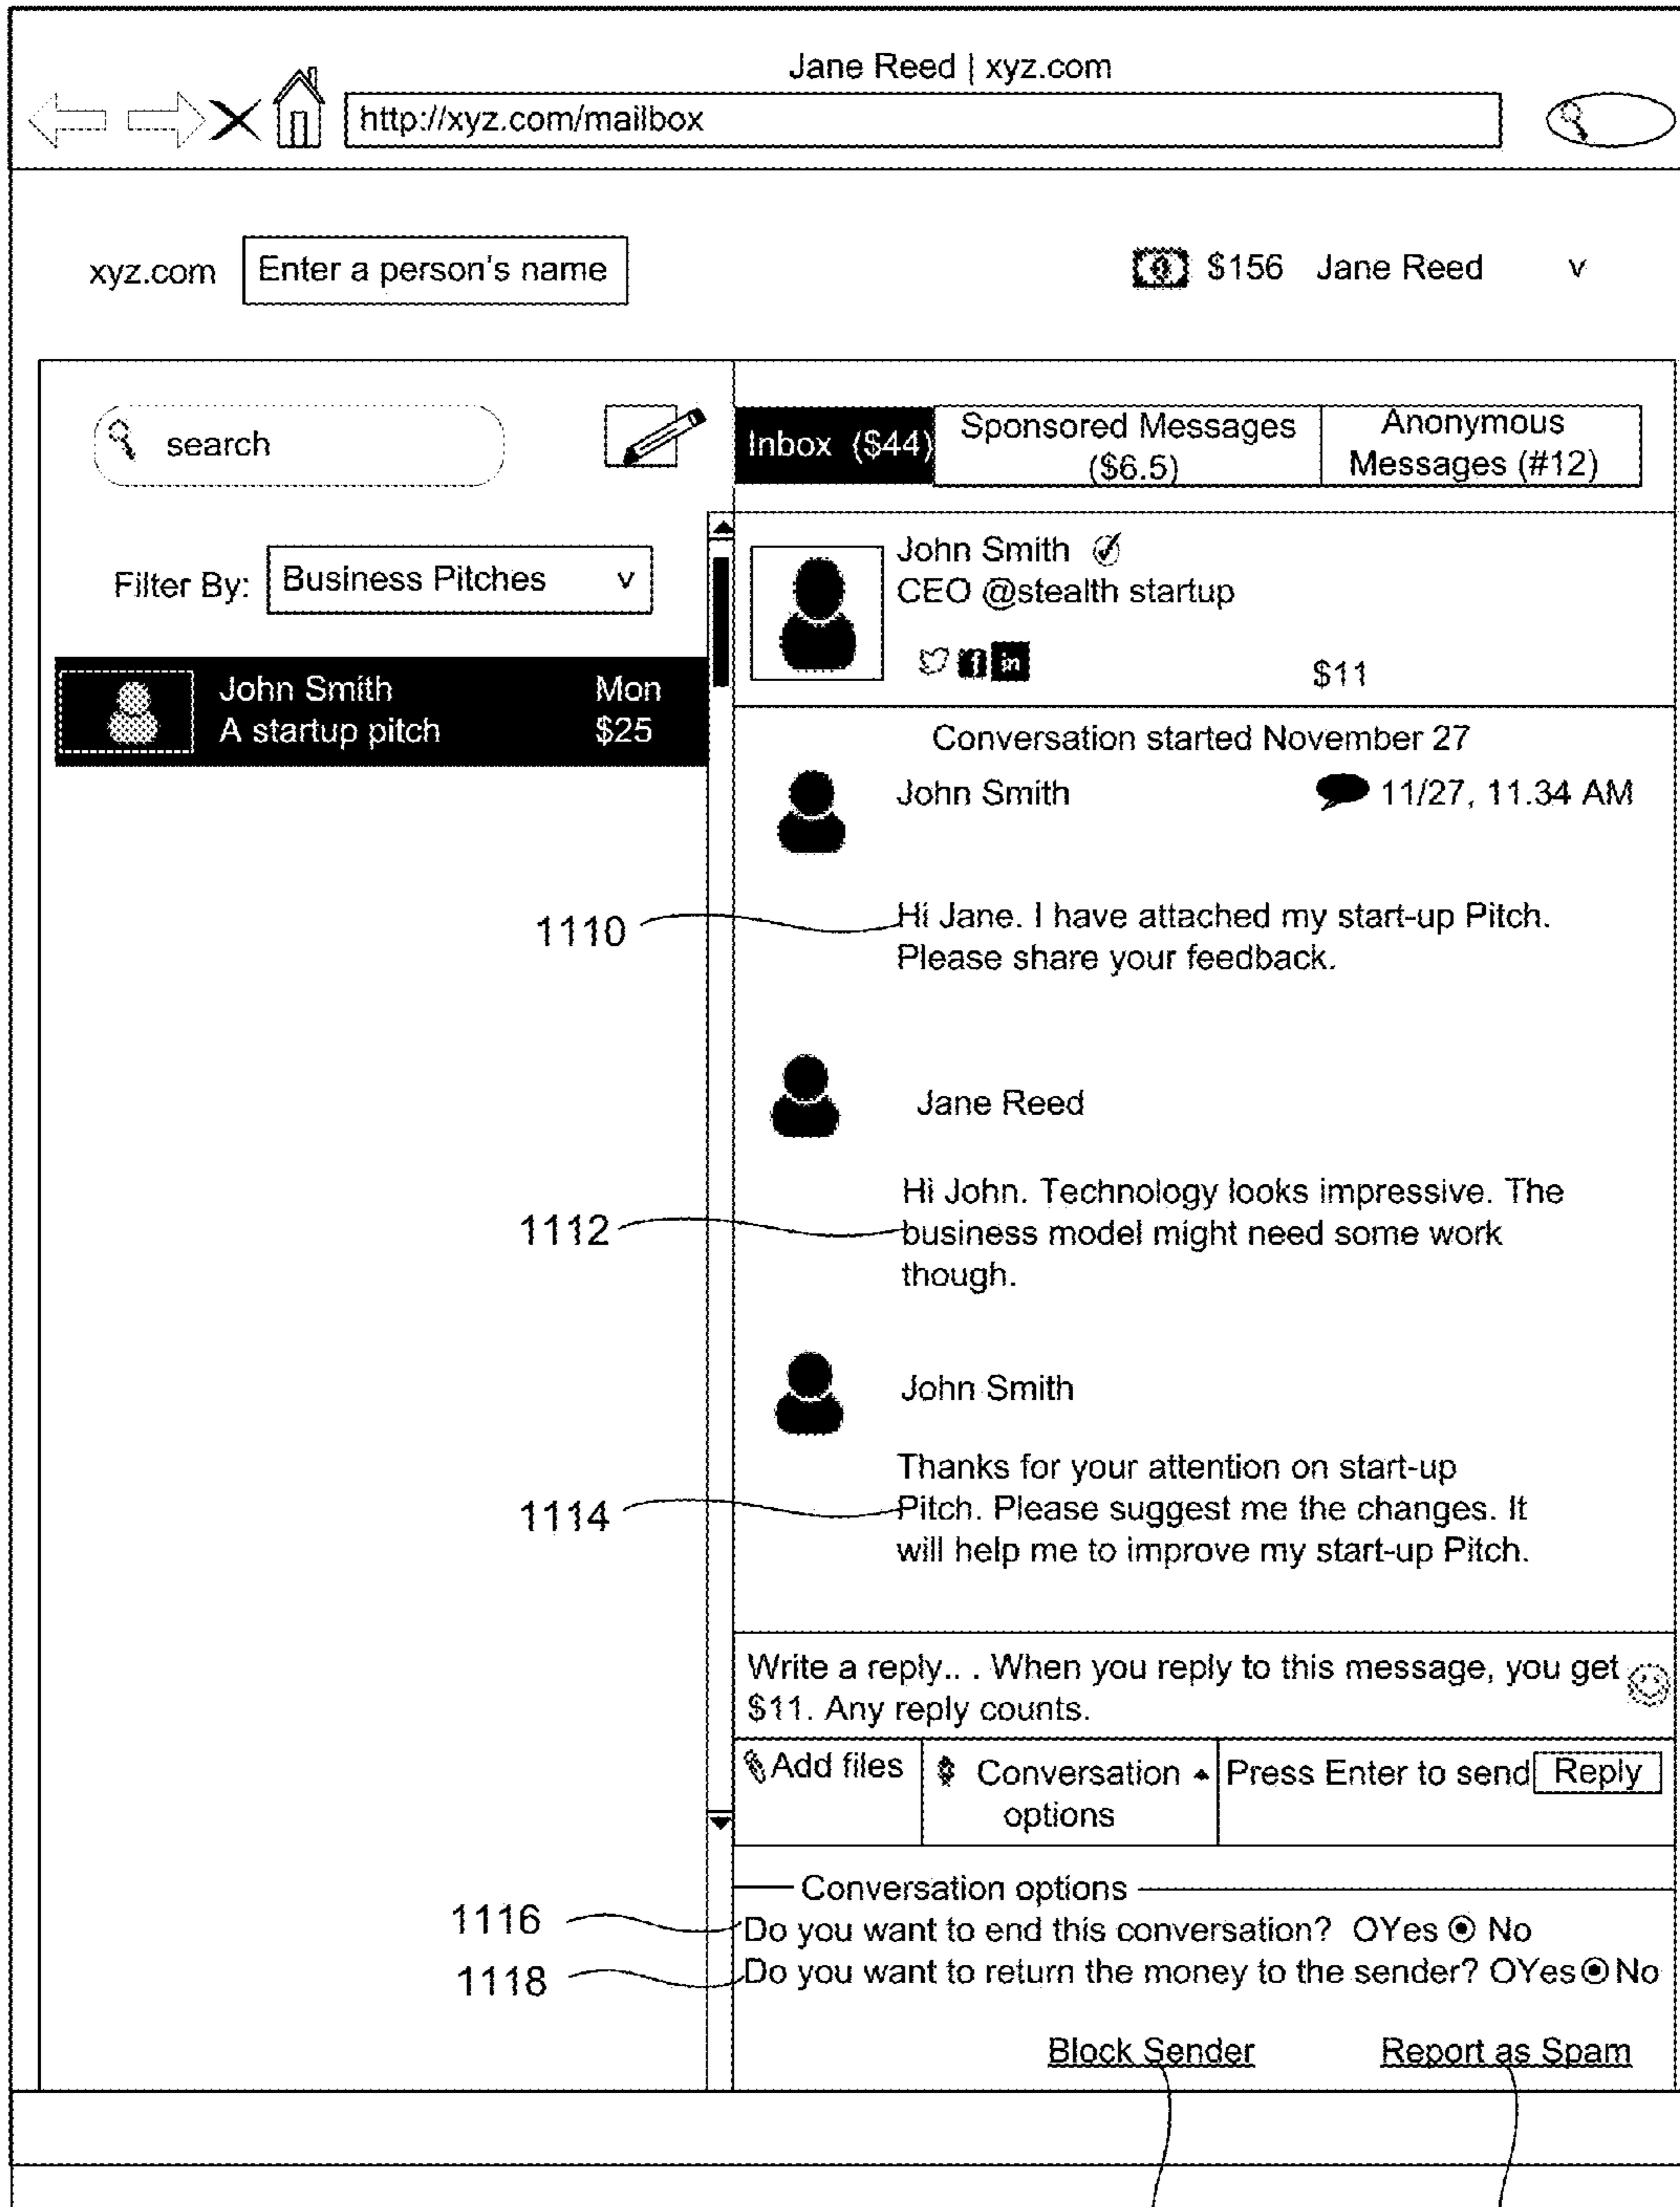 Jane Reed | xyz.com
http://xyz.com/mailbox
xyz.com
Enter a person's name
$156 Jane Reed v
search
Filter By:
Business Pitches v
John Smith Mon
A startup pitch $25
Inbox ($44)
Sponsored Messages
($6.5)
Anonymous
Messages (#12)
John Smith
CEO @stealth startup
f in
$11
Conversation started November 27
John Smith 11/27, 11.34 AM
1110
Hi Jane. I have attached my start-up Pitch.
Please share your feedback.
Jane Reed
1112
Hi John. Technology looks impressive. The
business model might need some work
though.
John Smith
1114
Thanks for your attention on start-up
Pitch. Please suggest me the changes. It
will help me to improve my start-up Pitch.
Write a reply.. . When you reply to this message, you get
$11. Any reply counts.
Add files
Conversation
options
Press Enter to send Reply
Conversation options
1116
Do you want to end this conversation? OYes No
1118
Do you want to return the money to the sender? OYes No
Block Sender Report as Spam